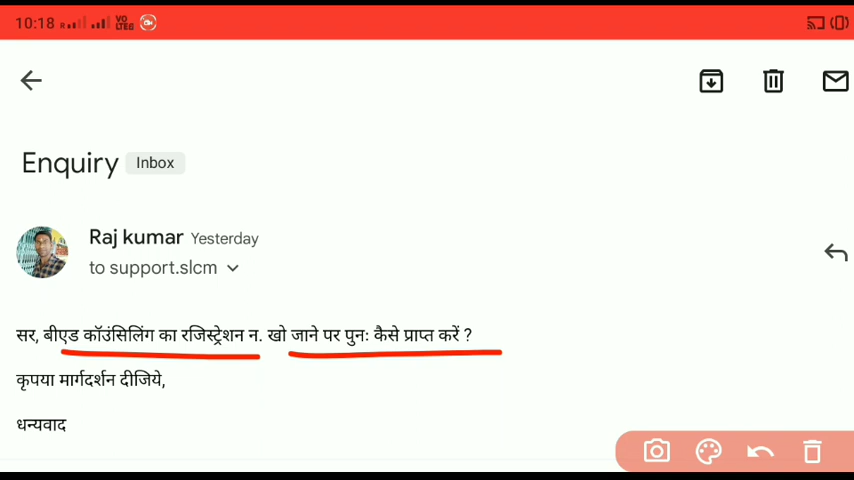 10:18 R VO LTEG
Enquiry Inbox
Raj kumar Yesterday
to support.slcm
सर, बीएड कॉउंसिलिंग का रजिस्ट्रेशन न. खो जाने पर पुनः कैसे प्राप्त करें ?
कृपया मार्गदर्शन दीजिये,
धन्यवाद